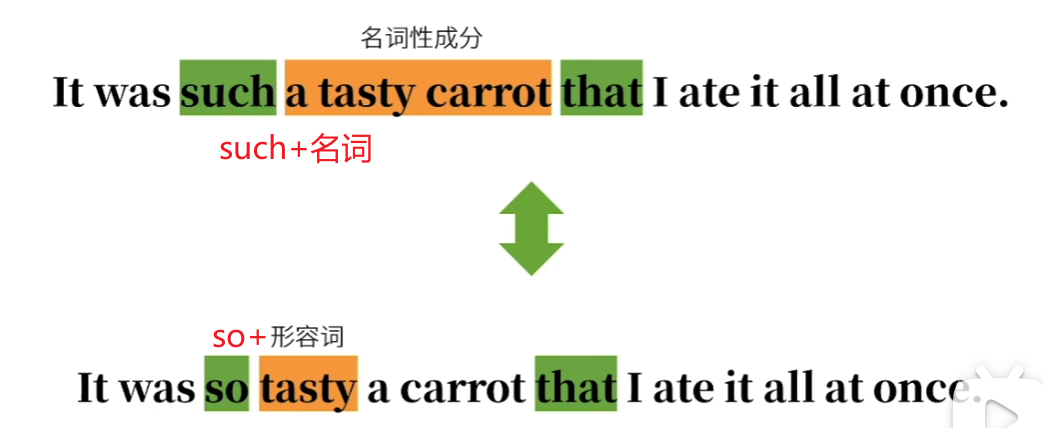 名词性成分
It was such a tasty carrot that I ate it all at once.
such+名词
so+形容词
It was so tasty a carrot that I ate it all at once.